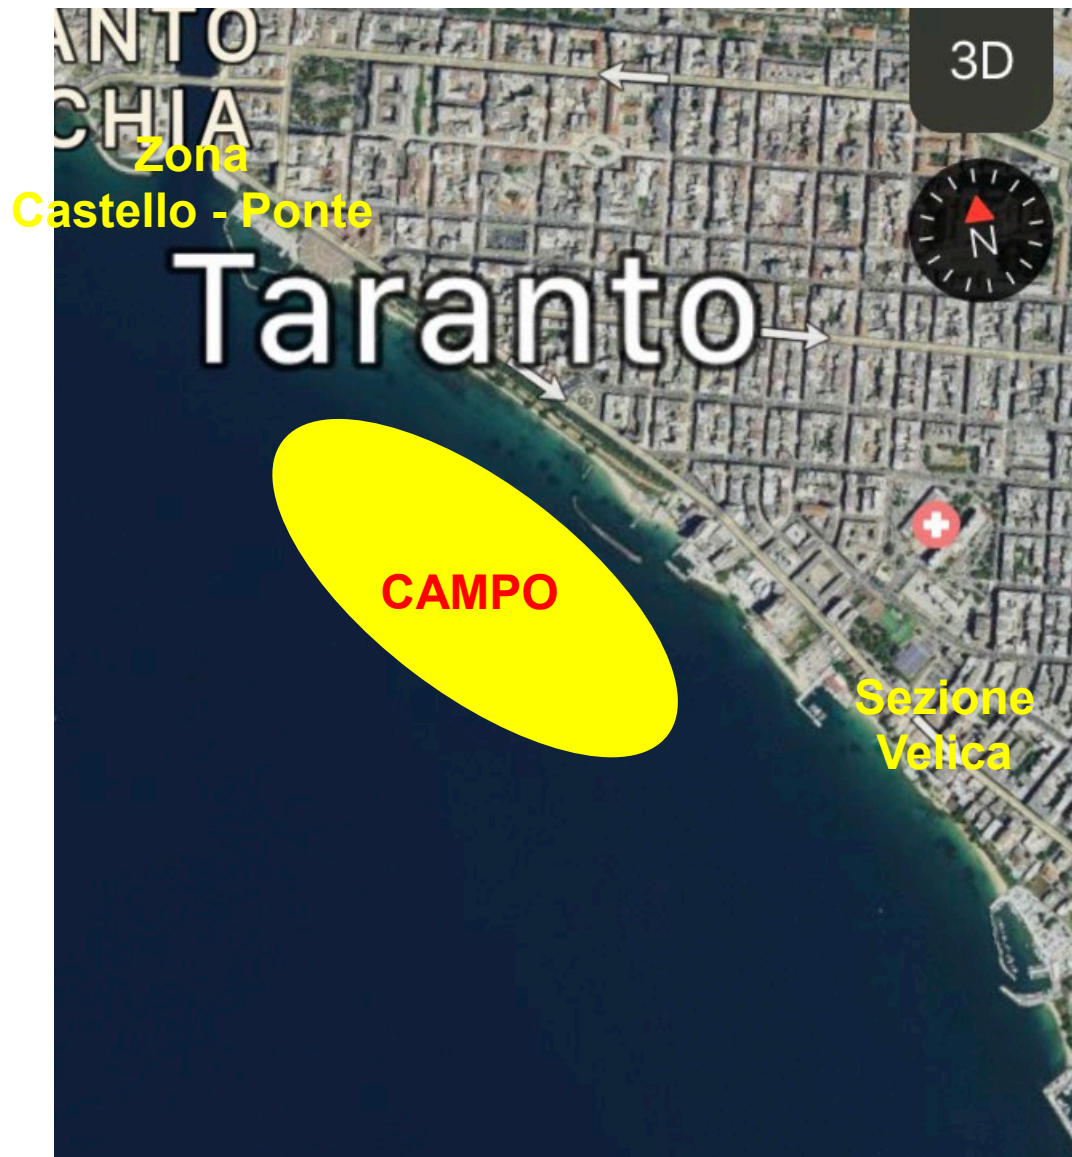 ANTO
CHIA
3D
Zona
Castello - Ponte
N
Taranto
CAMPO
Sezione
Velica